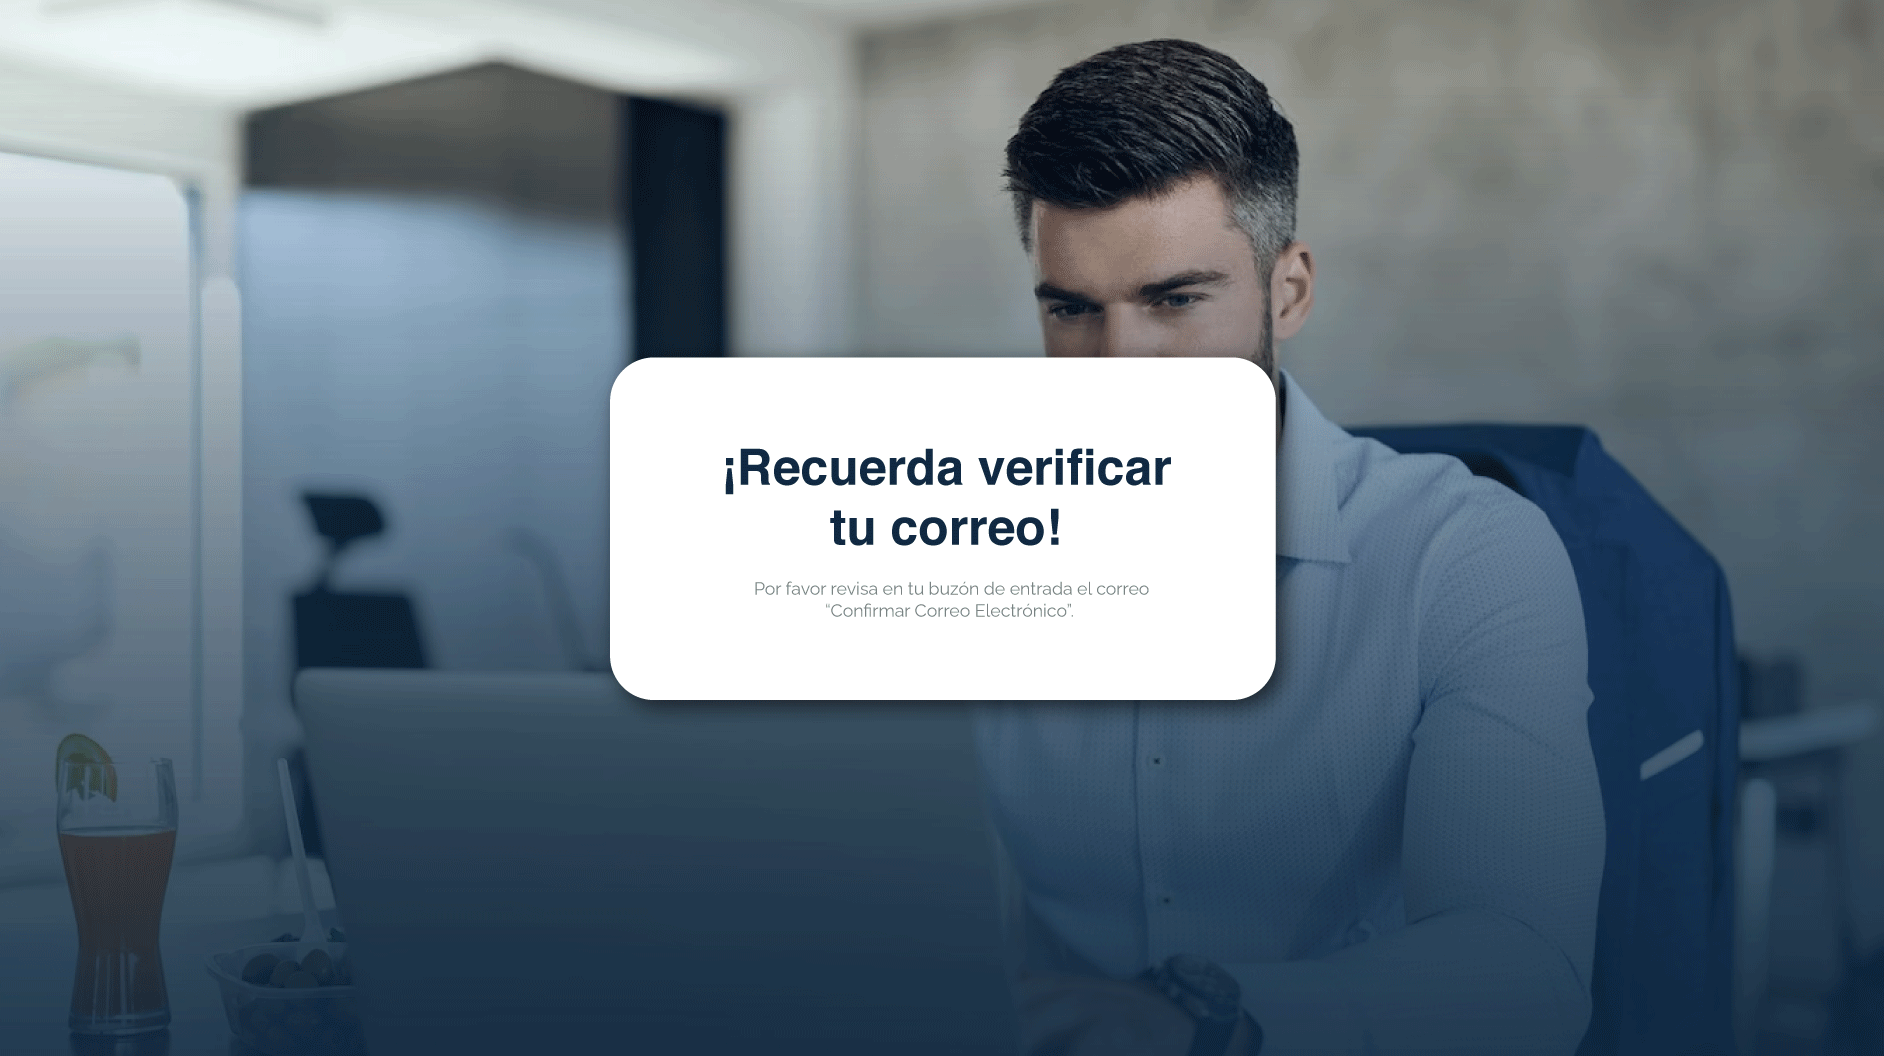 ¡Recuerda verificar
tu correo!
Por favor revisa en tu buzón de entrada el correo
“Confirmar Correo Electrónico”.